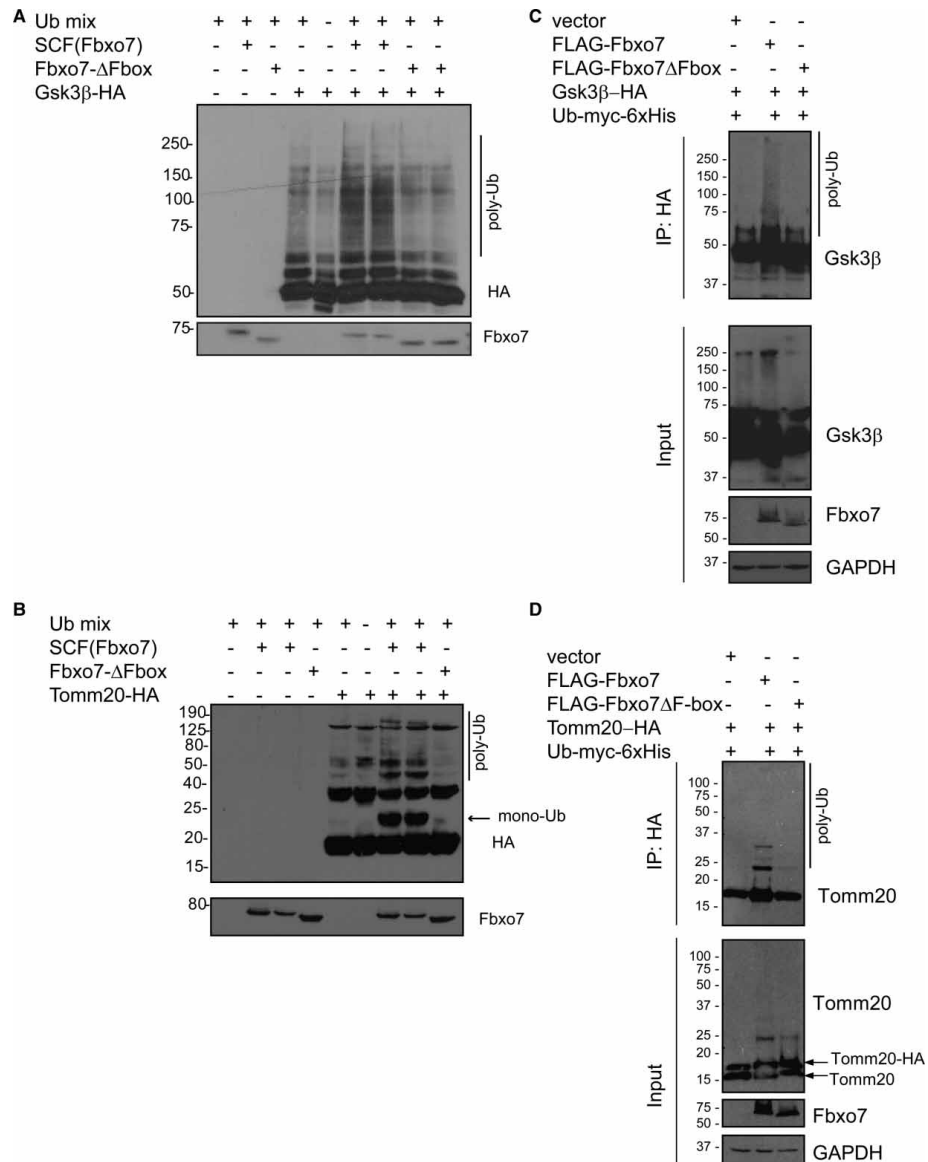 A
Ub mix + + + + - + + + +
SCF(Fbxo7) - + - - - + + - -
Fbxo7-ΔFbox - - + - - - - + +
Gsk3β-HA - - - + + + + + +
250-
150-
100-
75-
50-
poly-Ub
HA
75-
Fbxo7
B
Ub mix + + + + + - + + +
SCF(Fbxo7) - + + - - - + + -
Fbxo7-ΔFbox - - - + - - - - +
Tomm20-HA - - - - + + + + +
190-
125-
80-
50-
40-
25-
20-
15-
poly-Ub
mono-Ub
HA
80-
Fbxo7
C
vector + - -
FLAG-Fbxo7 - + -
FLAG-Fbxo7ΔFbox - - +
Gsk3β–HA + + +
Ub-myc-6xHis + + +
IP: HA
250 -
150 -
100 -
75 -
50 -
37 -
poly-Ub
Gsk3β
Input
250 -
150 -
100 -
75 -
50 -
37 -
Gsk3β
75 -
50 -
Fbxo7
37 -
GAPDH
D
vector + - -
FLAG-Fbxo7 - + -
FLAG-Fbxo7ΔF-box - - +
Tomm20–HA + + +
Ub-myc-6xHis + + +
IP: HA
100 -
75 -
50 -
37 -
25 -
20 -
15 -
poly-Ub
Tomm20
Input
100 -
75 -
50 -
37 -
25 -
20 -
15 -
Tomm20
Tomm20-HA
Tomm20
75 -
50 -
Fbxo7
37 -
GAPDH